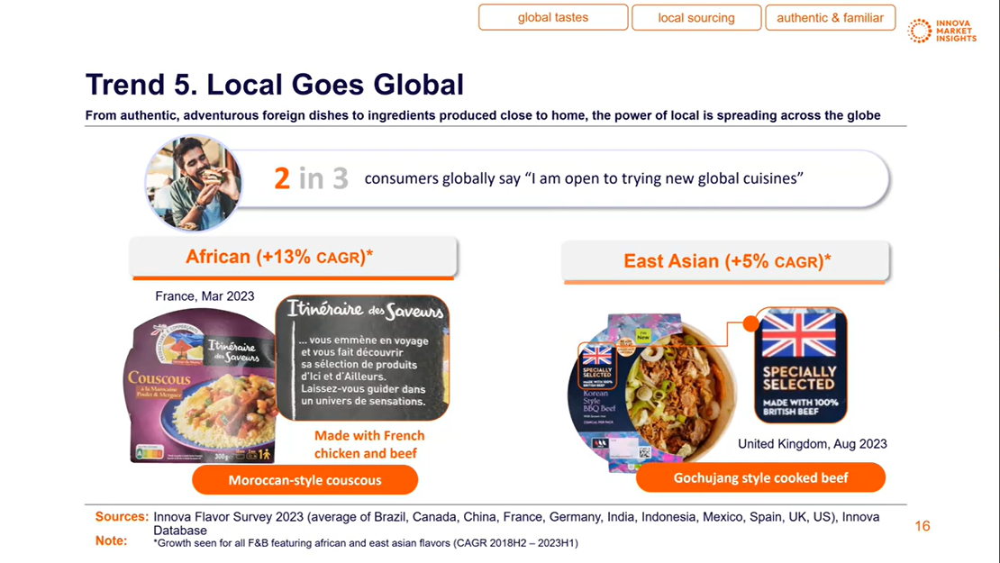 global tastes
local sourcing
authentic & familiar
INNOVA
MARKET
INSIGHTS
Trend 5. Local Goes Global
From authentic, adventurous foreign dishes to ingredients produced close to home, the power of local is spreading across the globe
2 in 3 consumers globally say “I am open to trying new global cuisines”
African (+13% CAGR)*
France, Mar 2023
Itinéraire
des Saveurs
Couscous
à la Marocaine
Poulet & Merguez
300g
Itinéraire des Saveurs
... vous emmène en voyage
et vous fait découvrir
sa sélection de produits
d'Ici et d'Ailleurs.
Laissez-vous guider dans
un univers de sensations.
Made with French
chicken and beef
Moroccan-style couscous
East Asian (+5% CAGR)*
New
SPECIALLY
SELECTED
MADE WITH 100%
BRITISH BEEF
Korean
Style
BBQ Beef
SPECIALLY
SELECTED
MADE WITH 100%
BRITISH BEEF
United Kingdom, Aug 2023
Gochujang style cooked beef
Sources: Innova Flavor Survey 2023 (average of Brazil, Canada, China, France, Germany, India, Indonesia, Mexico, Spain, UK, US), Innova
Database
Note: *Growth seen for all F&B featuring african and east asian flavors (CAGR 2018H2 – 2023H1)
16